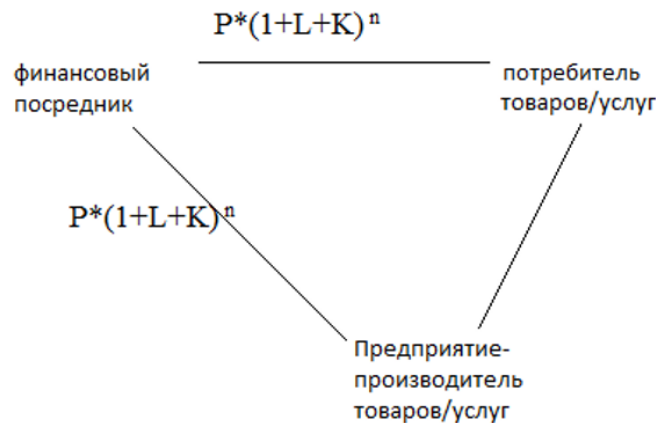 P*(1+L+K)ⁿ
финансовый
посредник
потребитель
товаров/услуг
P*(1+L+K)ⁿ
Предприятие-
производитель
товаров/услуг